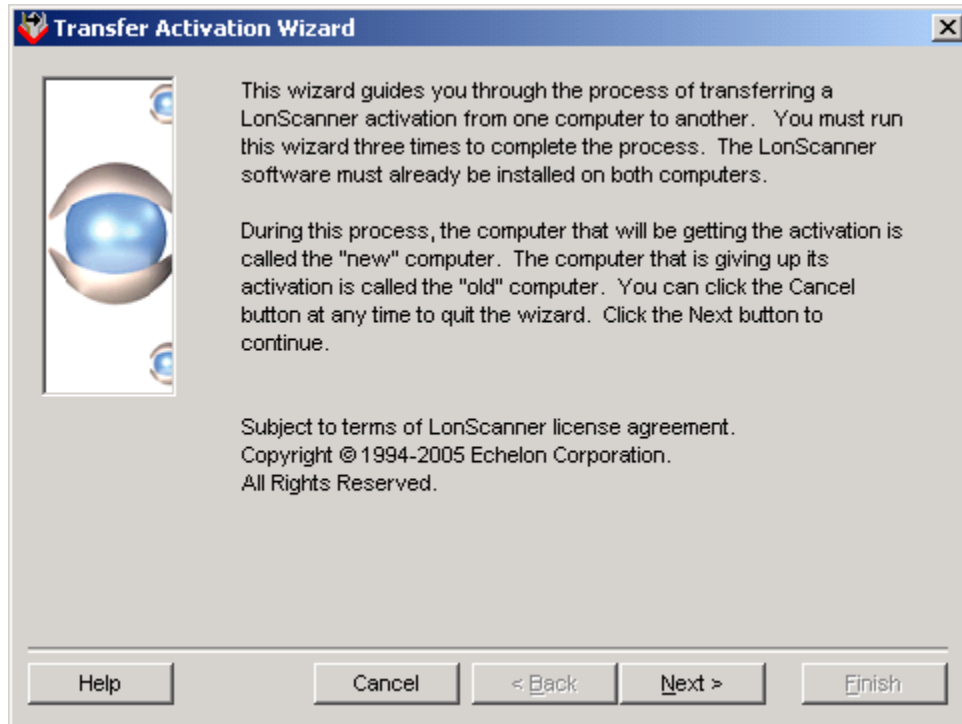 Transfer Activation Wizard
This wizard guides you through the process of transferring a
LonScanner activation from one computer to another. You must run
this wizard three times to complete the process. The LonScanner
software must already be installed on both computers.
During this process, the computer that will be getting the activation is
called the "new" computer. The computer that is giving up its
activation is called the "old" computer. You can click the Cancel
button at any time to quit the wizard. Click the Next button to
continue.
Subject to terms of LonScanner license agreement.
Copyright © 1994-2005 Echelon Corporation.
All Rights Reserved.
Help Cancel < Back Next > Finish